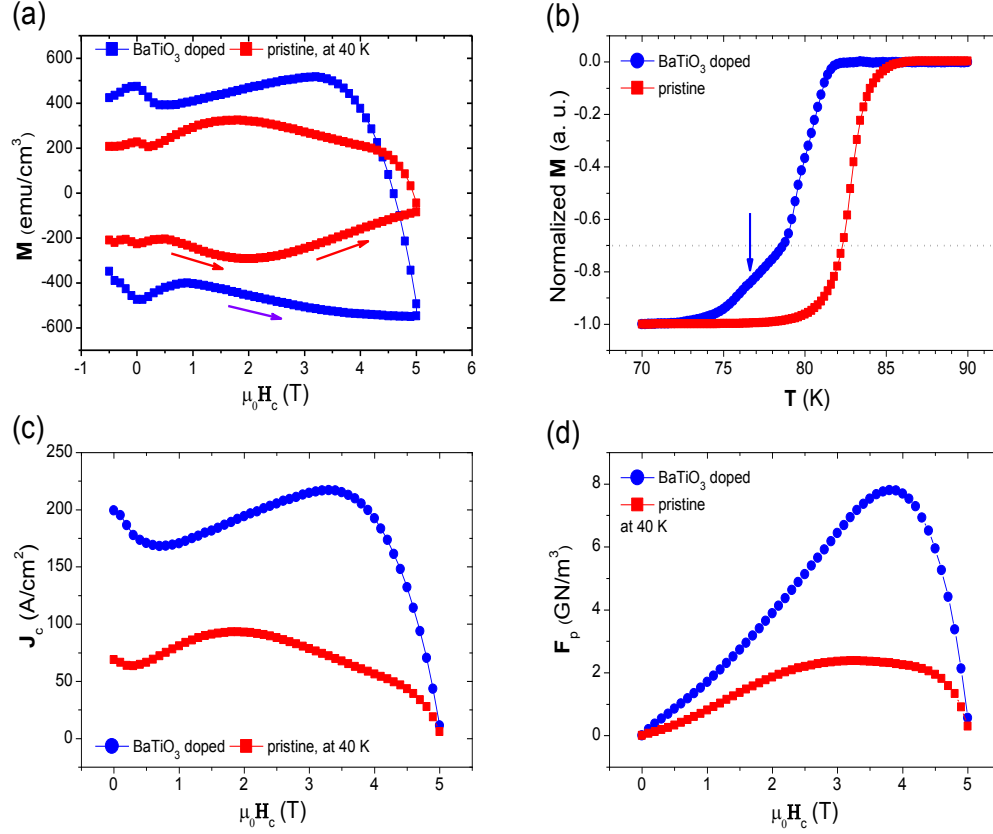 (a)
BaTiO3 doped pristine, at 40 K
600
400
200
0
-200
-400
-600
M (emu/cm3)
-1 0 1 2 3 4 5 6
μ0Hc (T)
(b)
BaTiO3 doped
pristine
0.0
-0.2
-0.4
-0.6
-0.8
-1.0
Normalized M (a. u.)
70 75 80 85 90
T (K)
(c)
250
200
150
100
50
0
Jc (A/cm2)
BaTiO3 doped pristine, at 40 K
0 1 2 3 4 5
μ0Hc (T)
(d)
BaTiO3 doped
pristine
at 40 K
8
6
4
2
0
Fp (GN/m3)
0 1 2 3 4 5
μ0Hc (T)